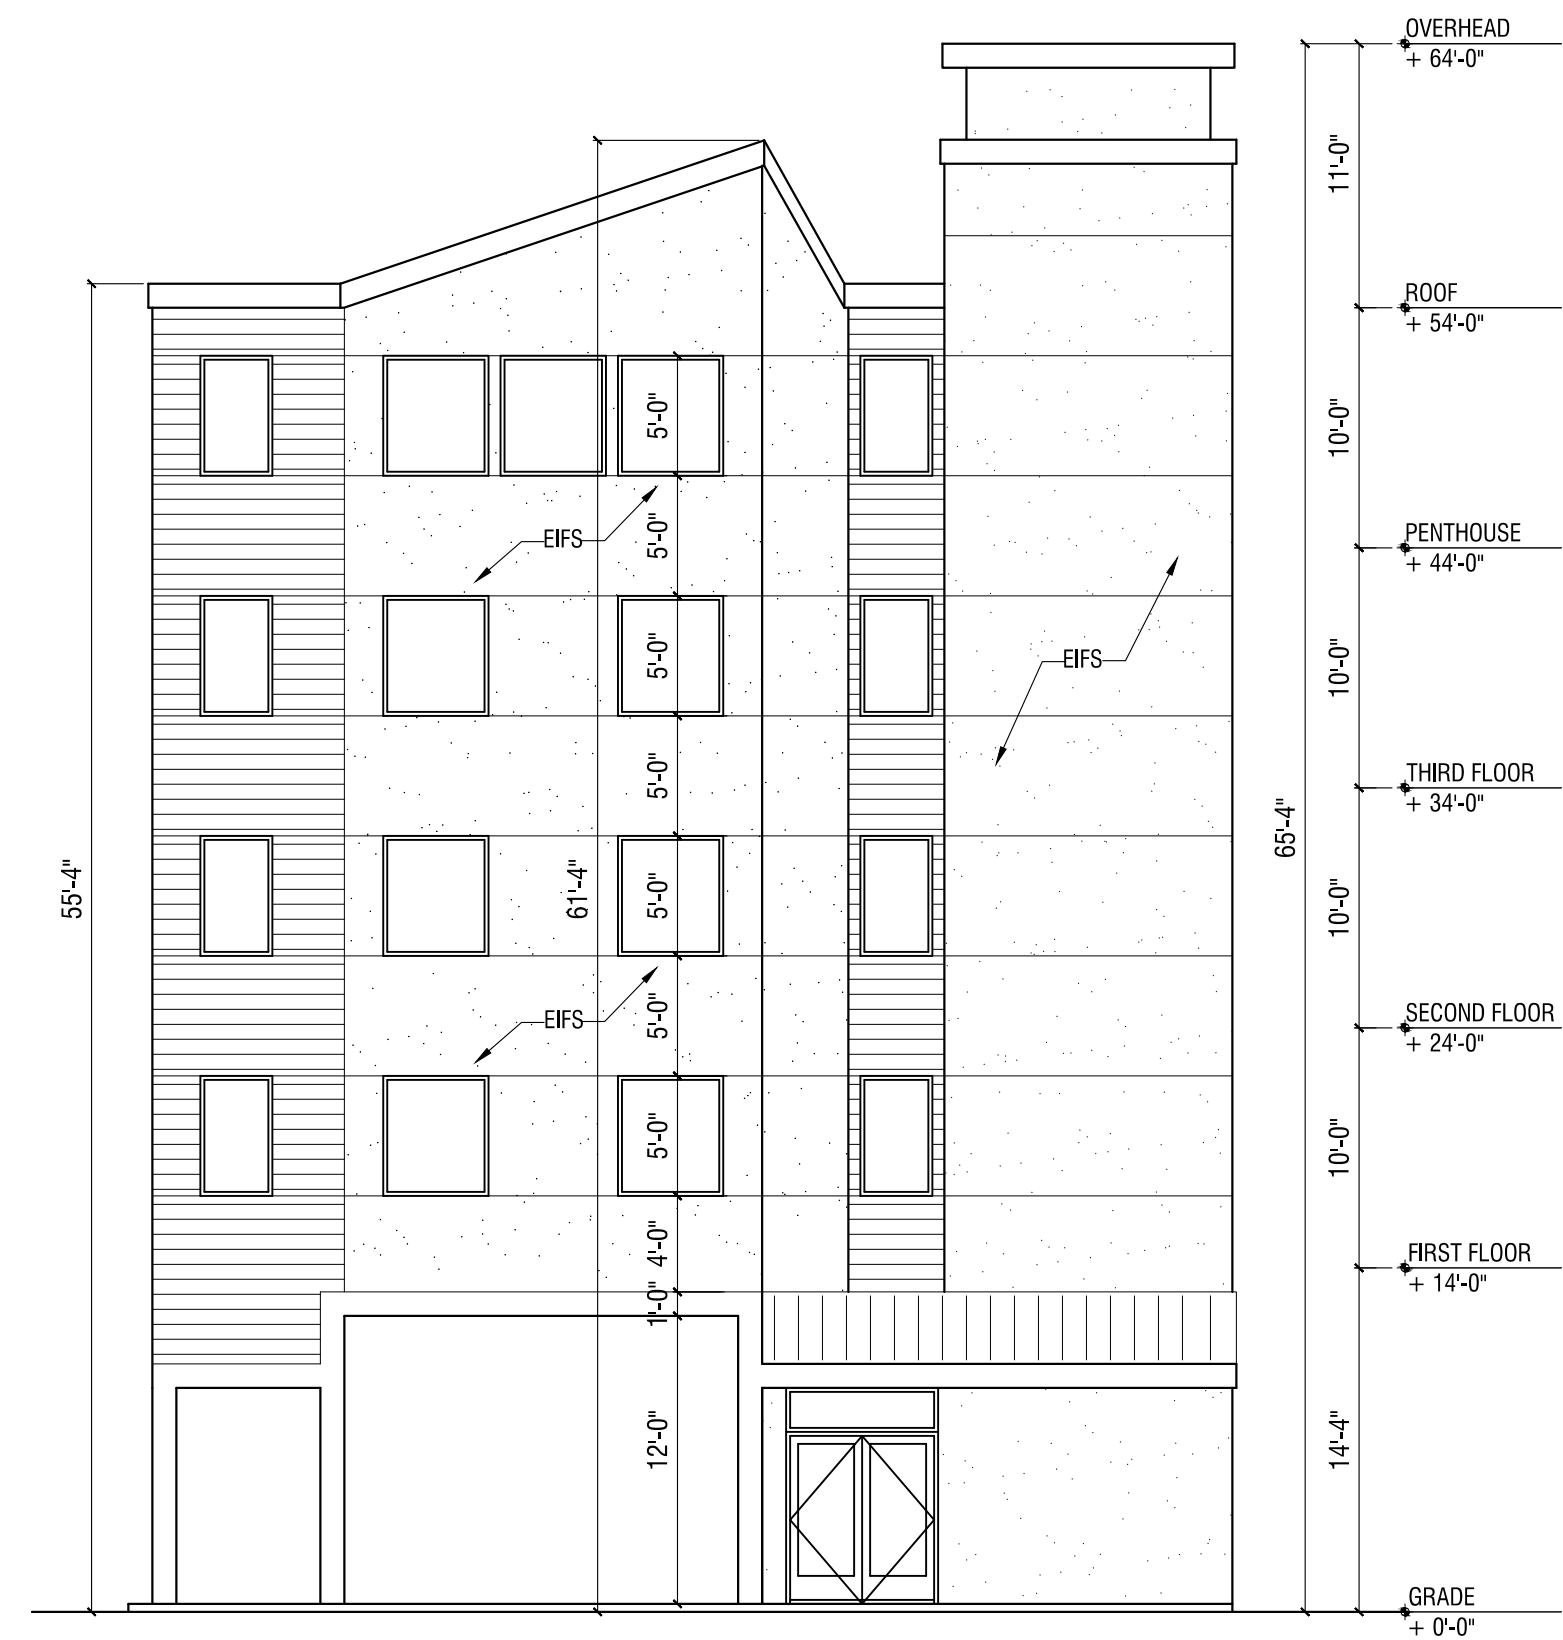 OVERHEAD
+ 64'-0"
11'-0"
ROOF
+ 54'-0"
10'-0"
PENTHOUSE
+ 44'-0"
10'-0"
THIRD FLOOR
+ 34'-0"
10'-0"
SECOND FLOOR
+ 24'-0"
10'-0"
FIRST FLOOR
+ 14'-0"
14'-4"
GRADE
+ 0'-0"
65'-4"
55'-4"
61'-4"
5'-0"
5'-0"
5'-0"
5'-0"
5'-0"
5'-0"
5'-0"
4'-0"
1'-0"
12'-0"
EIFS
EIFS
EIFS